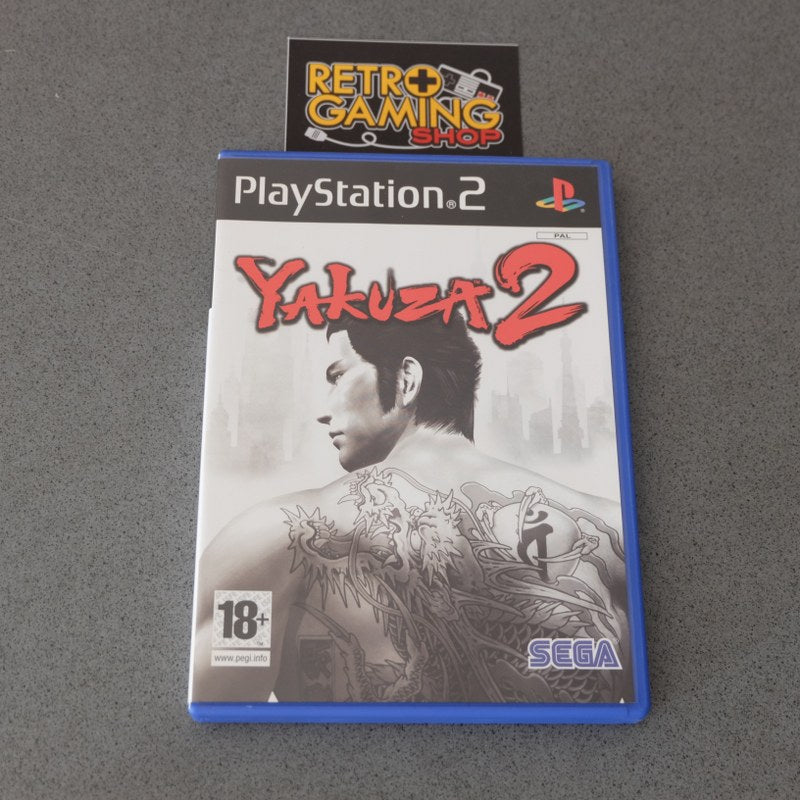 RETRO
GAMING
SHOP
PlayStation®2
PAL
YAKUZA 2
18+
www.pegi.info
SEGA